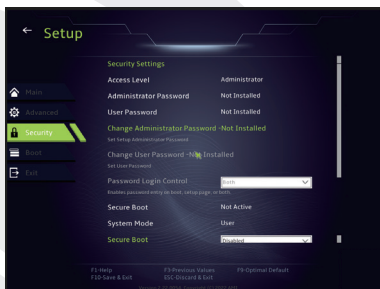 Setup
Security Settings
Access Level Administrator
Main
Administrator Password Not Installed
Advanced
User Password Not Installed
Security
Change Administrator Password -Not Installed
Set Setup Administrator Password
Boot
Change User Password -Not Installed
Set User Password
Exit
Password Login Control Both
Enables password entry on boot, setup page, or both.
Secure Boot Not Active
System Mode User
Secure Boot Disabled
F1-Help F3-Previous Values F9-Optimal Default
F10-Save & Exit ESC-Discard & Exit